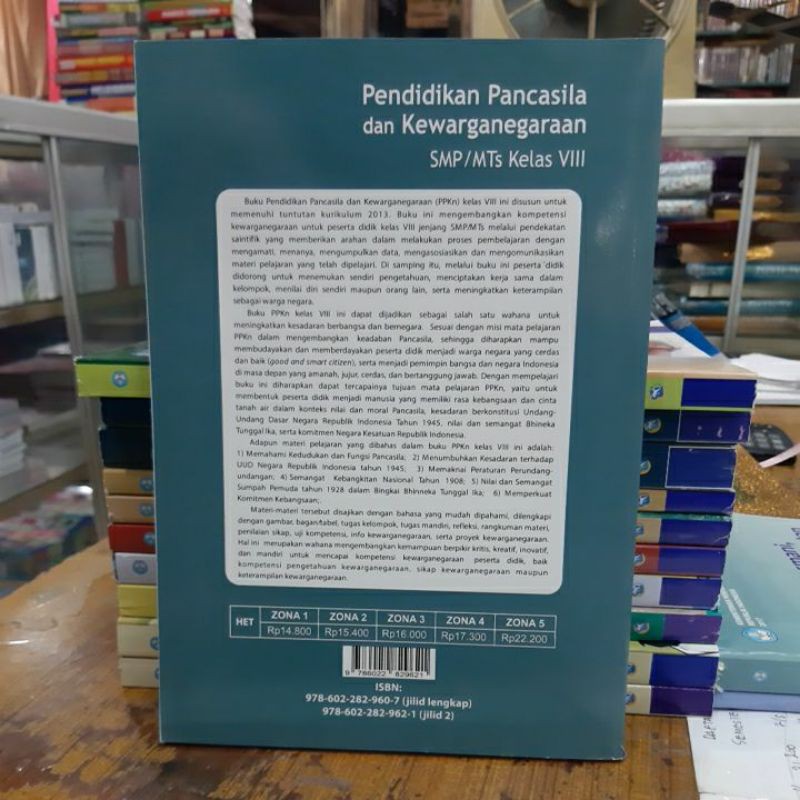 Pendidikan Pancasila
dan Kewarganegaraan
SMP/MTs Kelas VIII
Buku Pendidikan Pancasila dan Kewarganegaraan (PPKn) kelas VIII ini disusun untuk
memenuhi tuntutan kurikulum 2013. Buku ini mengembangkan kompetensi
kewarganegaraan untuk peserta didik kelas VIII jenjang SMP/MTs melalui pendekatan
saintifik yang memberikan arahan dalam melakukan proses pembelajaran dengan
mengamati, menanya, mengumpulkan data, mengasosiasikan dan mengomunikasikan
materi pelajaran yang telah dipelajari. Di samping itu, melalui buku ini peserta didik
didorong untuk menemukan sendiri pengetahuan, menciptakan kerja sama dalam
kelompok, menilai diri sendiri maupun orang lain, serta meningkatkan keterampilan
sebagai warga negara.
Buku PPKn kelas VIII ini dapat dijadikan sebagai salah satu wahana untuk
meningkatkan kesadaran berbangsa dan bernegara. Sesuai dengan misi mata pelajaran
PPKn dalam mengembangkan keadaban Pancasila, sehingga diharapkan mampu
membudayakan dan memberdayakan peserta didik menjadi warga negara yang cerdas
dan baik (good and smart citizen), serta menjadi pemimpin bangsa dan negara Indonesia
di masa depan yang amanah, jujur, cerdas, dan bertanggung jawab. Dengan mempelajari
buku ini diharapkan dapat tercapainya tujuan mata pelajaran PPKn, yaitu untuk
membentuk peserta didik menjadi manusia yang memiliki rasa kebangsaan dan cinta
tanah air dalam konteks nilai dan moral Pancasila, kesadaran berkonstitusi Undang-
Undang Dasar Negara Republik Indonesia Tahun 1945, nilai dan semangat Bhineka
Tunggal Ika, serta komitmen Negara Kesatuan Republik Indonesia.
Adapun materi pelajaran yang dibahas dalam buku PPKn kelas VIII ini adalah:
1) Memahami Kedudukan dan Fungsi Pancasila; 2) Menumbuhkan Kesadaran terhadap
UUD Negara Republik Indonesia tahun 1945; 3) Memaknai Peraturan Perundang-
undangan; 4) Semangat Kebangkitan Nasional Tahun 1908; 5) Nilai dan Semangat
Sumpah Pemuda tahun 1928 dalam Bingkai Bhinneka Tunggal Ika; 6) Memperkuat
Komitmen Kebangsaan;.
Materi-materi tersebut disajikan dengan bahasa yang mudah dipahami, dilengkapi
dengan gambar, bagan/tabel, tugas kelompok, tugas mandiri, refleksi, rangkuman materi,
penilaian sikap, uji kompetensi, info kewarganegaraan, serta proyek kewarganegaraan.
Hal ini merupakan wahana mengembangkan kemampuan berpikir kritis, kreatif, inovatif,
dan mandiri untuk mencapai kompetensi kewarganegaraan peserta didik, baik
kompetensi pengetahuan kewarganegaraan, sikap kewarganegaraan maupun
keterampilan kewarganegaraan.
HET ZONA 1 ZONA 2 ZONA 3 ZONA 4 ZONA 5
Rp14.800 Rp15.400 Rp16.000 Rp17.300 Rp22.200
9 786022 829621
ISBN:
978-602-282-960-7 (jilid lengkap)
978-602-282-962-1 (jilid 2)